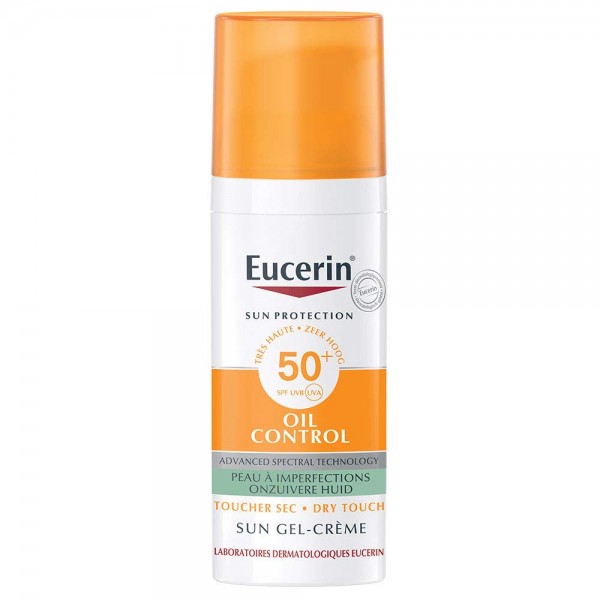 Eucerin®
SUN PROTECTION
TRÈS HAUTE • ZEER HOOG
50+
SPF UVB UVA
Eucerin
OIL
CONTROL
ADVANCED SPECTRAL TECHNOLOGY
PEAU À IMPERFECTIONS
ONZUIVERE HUID
TOUCHER SEC • DRY TOUCH
SUN GEL-CRÈME
LABORATOIRES DERMATOLOGIQUES EUCERIN